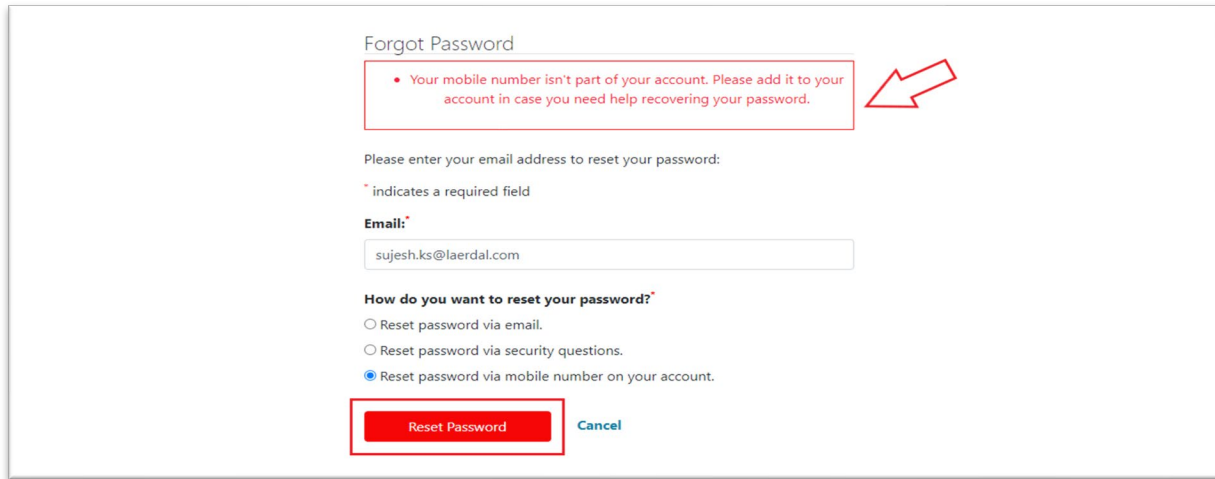 Forgot Password
• Your mobile number isn't part of your account. Please add it to your
account in case you need help recovering your password.
Please enter your email address to reset your password:
* indicates a required field
Email:*
sujesh.ks@laerdal.com
How do you want to reset your password?*
Reset password via email.
Reset password via security questions.
Reset password via mobile number on your account.
Reset Password Cancel